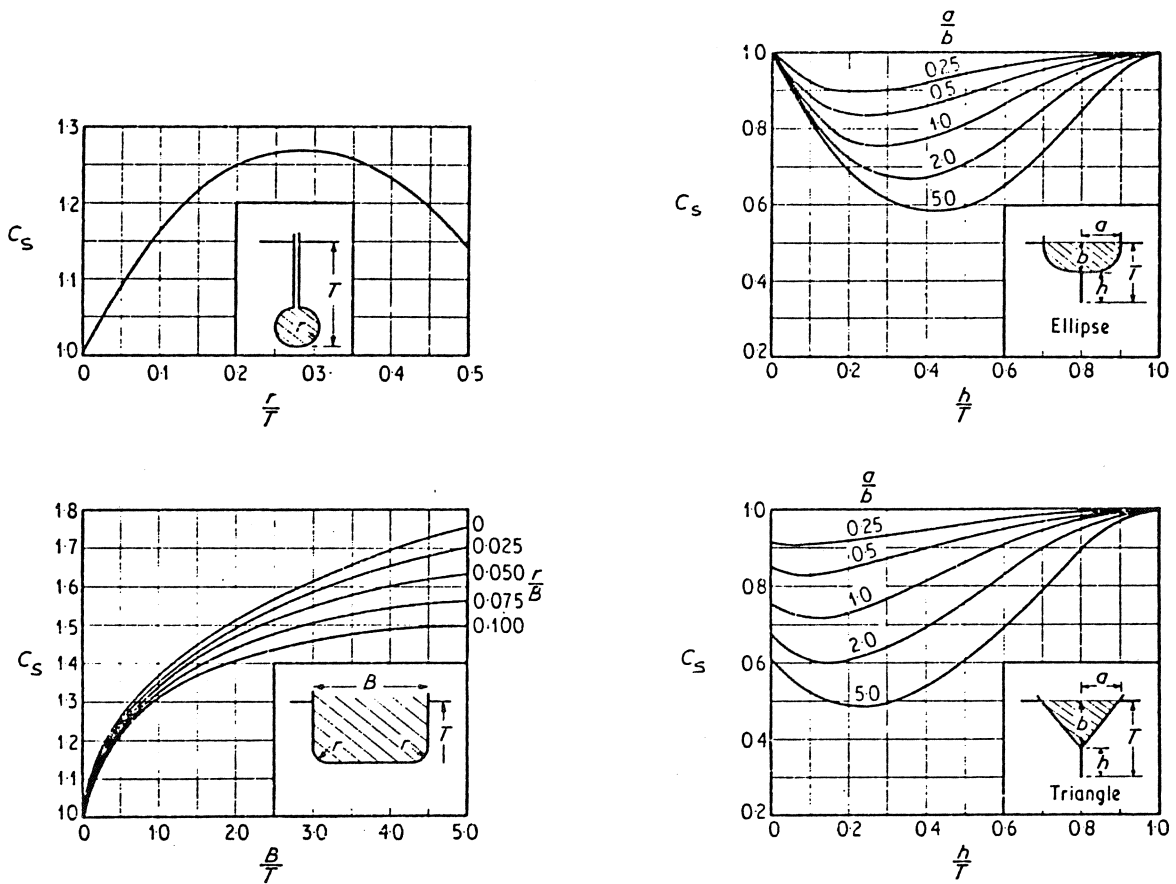 1·3
1·2
1·1
1·0
C_S
T
r
0
0·1
0·2
0·3
0·4
0·5
r/T
a/b
1·0
0·8
0·6
0·4
0·2
C_S
0·25
0·5
1·0
2·0
5·0
a
b
T
h
Ellipse
0
0·2
0·4
0·6
0·8
1·0
h/T
1·8
1·7
1·6
1·5
1·4
1·3
1·2
1·1
1·0
C_S
0
0·025
0·050
0·075
0·100
r/B
B
T
r
r
0
1·0
2·0
3·0
4·0
5·0
B/T
a/b
1·0
0·8
0·6
0·4
0·2
C_S
0·25
0·5
1·0
2·0
5·0
a
b
T
h
Triangle
0
0·2
0·4
0·6
0·8
1·0
h/T